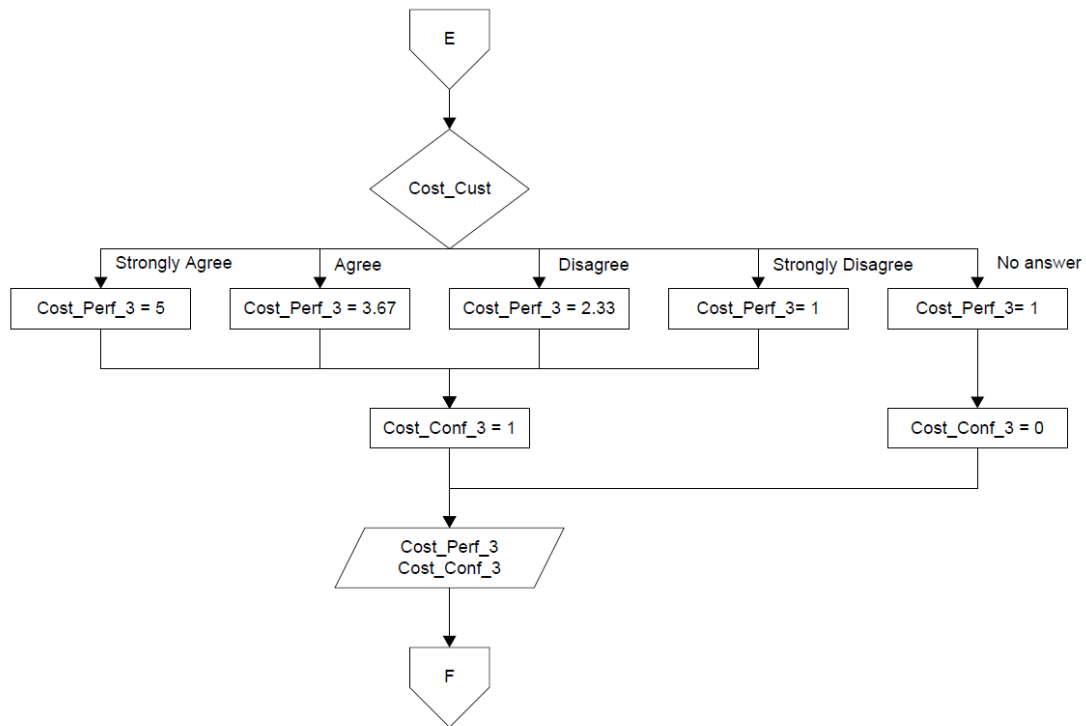 E
Cost_Cust
Strongly Agree
Agree
Disagree
Strongly Disagree
No answer
Cost_Perf_3 = 5
Cost_Perf_3 = 3.67
Cost_Perf_3 = 2.33
Cost_Perf_3= 1
Cost_Perf_3= 1
Cost_Conf_3 = 1
Cost_Conf_3 = 0
Cost_Perf_3
Cost_Conf_3
F